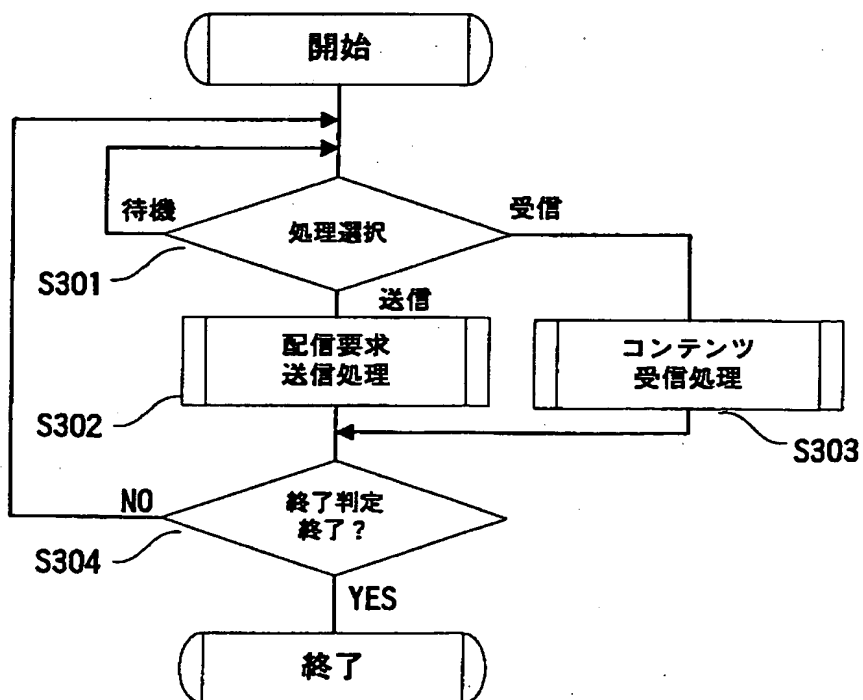 開始
待機
処理選択
受信
S301
送信
配信要求
送信処理
コンテンツ
受信処理
S302
S303
NO
終了判定
終了?
S304
YES
終了